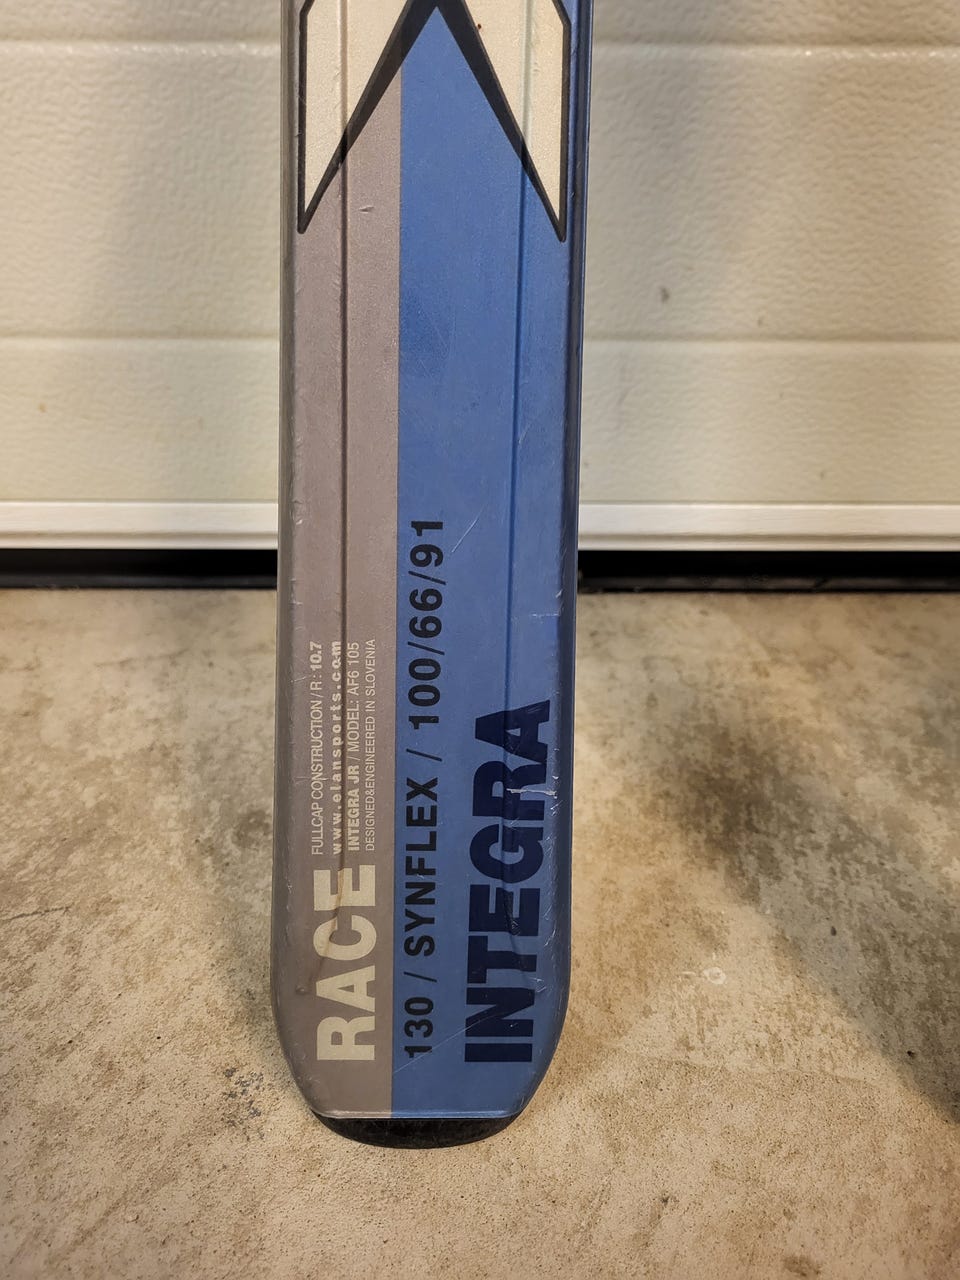 FULLCAP CONSTRUCTION / R : 10.7
www.elansports.com
INTEGRA JR / MODEL: AF6 105
DESIGNED&ENGINEERED IN SLOVENIA
RACE
130 / SYNFLEX / 100/66/91
INTEGRA